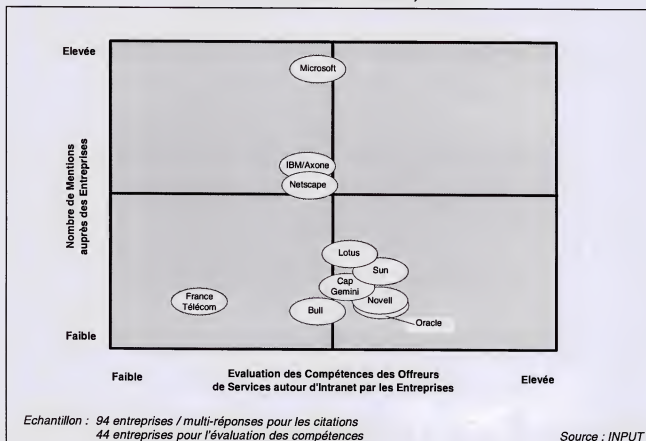 Elevée
Microsoft
Nombre de Mentions
auprès des Entreprises
IBM/Axone
Netscape
Lotus
Sun
Cap
Gemini
France
Télécom
Novell
Bull
Oracle
Faible
Faible
Evaluation des Compétences des Offreurs
de Services autour d'Intranet par les Entreprises
Elevée
Echantillon : 94 entreprises / multi-réponses pour les citations
44 entreprises pour l'évaluation des compétences
Source : INPUT